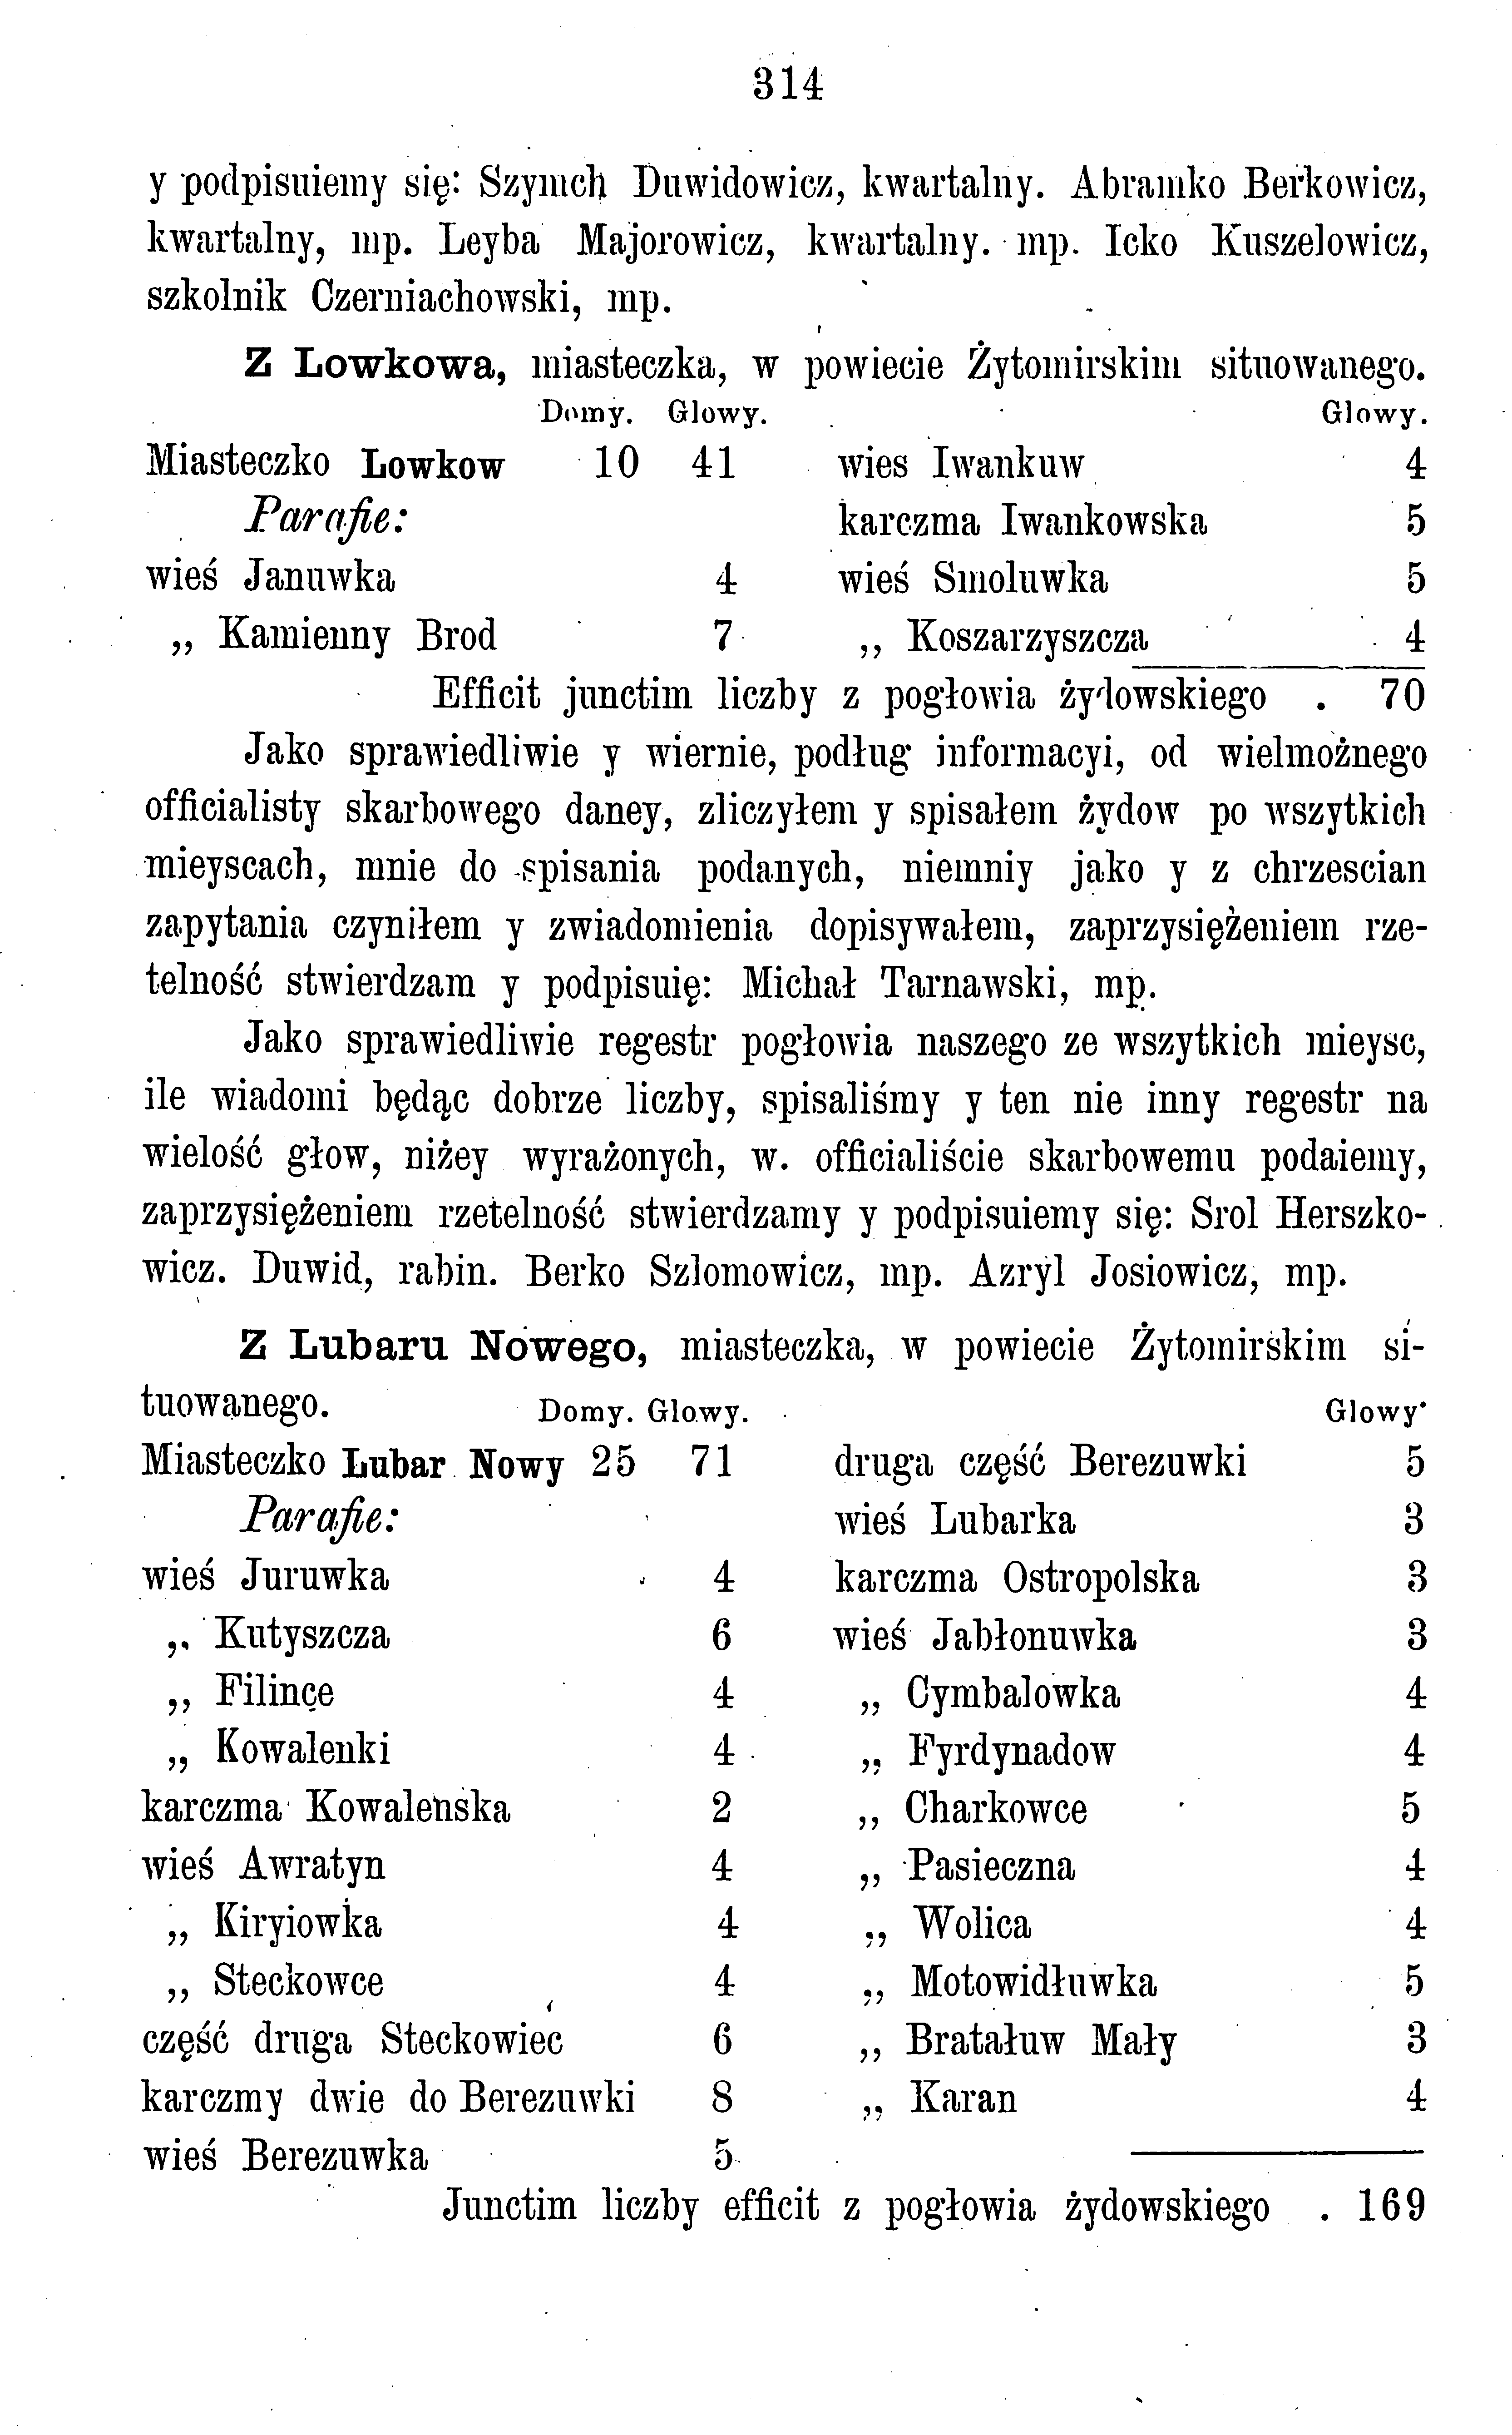 314
y podpisuiemy się: Szymch Duwidowicz, kwartalny. Abramko Berkowicz,
kwartalny, mp. Leyba Majorowicz, kwartalny. mp. Icko Kuszelowicz,
szkolnik Czerniachowski, mp.
Z Lowkowa, miasteczka, w powiecie Żytomirskim situowanego.
Domy. Glowy. Glowy.
Miasteczko Lowkow 10 41 wies Iwankuw 4
Parafie: karczma Iwankowska 5
wieś Januwka 4 wieś Smoluwka 5
„ Kamienny Brod 7 „ Koszarzyszcza 4
Efficit junctim liczby z pogłowia żydowskiego . 70
Jako sprawiedliwie y wiernie, podług informacyi, od wielmożnego
officialisty skarbowego daney, zliczyłem y spisałem żydow po wszytkich
mieyscach, mnie do spisania podanych, niemniy jako y z chrzescian
zapytania czyniłem y zwiadomienia dopisywałem, zaprzysiężeniem rze-
telność stwierdzam y podpisuię: Michał Tarnawski, mp.
Jako sprawiedliwie regestr pogłowia naszego ze wszytkich mieysc,
ile wiadomi będąc dobrze liczby, spisaliśmy y ten nie inny regestr na
wielość głow, niżey wyrażonych, w. officialiście skarbowemu podaiemy,
zaprzysiężeniem rzetelność stwierdzamy y podpisuiemy się: Srol Herszko-
wicz. Duwid, rabin. Berko Szlomowicz, mp. Azryl Josiowicz, mp.
Z Lubaru Nowego, miasteczka, w powiecie Żytomirskim si-
tuowanego. Domy. Glowy. Glowy.
Miasteczko Lubar Nowy 25 71 druga część Berezuwki 5
Parafie: wieś Lubarka 3
wieś Juruwka 4 karczma Ostropolska 3
„ Kutyszcza 6 wieś Jabłonuwka 3
„ Filince 4 „ Cymbalowka 4
„ Kowalenki 4 „ Fyrdynadow 4
karczma Kowalenska 2 „ Charkowce 5
wieś Awratyn 4 „ Pasieczna 4
„ Kiryiowka 4 „ Wolica 4
„ Steckowce 4 „ Motowidłuwka 5
część druga Steckowiec 6 „ Bratałuw Mały 3
karczmy dwie do Berezuwki 8 „ Karan 4
wieś Berezuwka 5
Junctim liczby efficit z pogłowia żydowskiego . 169